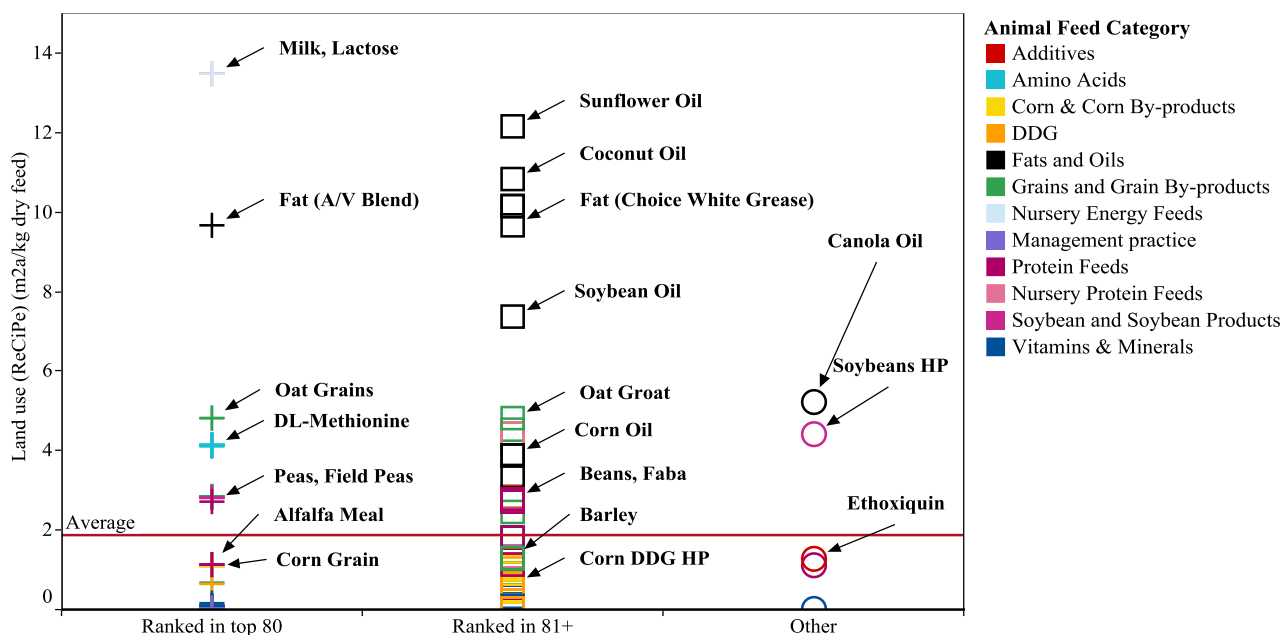 Land use (ReCiPe) (m2a/kg dry feed)
14
12
10
8
6
4
2
0
Average
Milk, Lactose
Fat (A/V Blend)
Oat Grains
DL-Methionine
Peas, Field Peas
Alfalfa Meal
Corn Grain
Sunflower Oil
Coconut Oil
Fat (Choice White Grease)
Soybean Oil
Oat Groat
Corn Oil
Beans, Faba
Barley
Corn DDG HP
Canola Oil
Soybeans HP
Ethoxiquin
Ranked in top 80
Ranked in 81+
Other
Animal Feed Category
Additives
Amino Acids
Corn & Corn By-products
DDG
Fats and Oils
Grains and Grain By-products
Nursery Energy Feeds
Management practice
Protein Feeds
Nursery Protein Feeds
Soybean and Soybean Products
Vitamins & Minerals